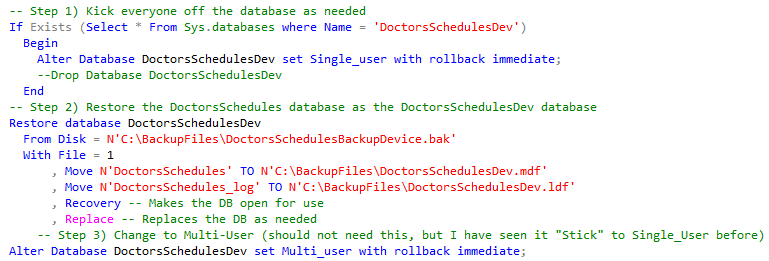 -- Step 1) Kick everyone off the database as needed
If Exists (Select * From Sys.databases where Name = 'DoctorsSchedulesDev')
  Begin
    Alter Database DoctorsSchedulesDev set Single_user with rollback immediate;
    --Drop Database DoctorsSchedulesDev
  End
-- Step 2) Restore the DoctorsSchedules database as the DoctorsSchedulesDev database
Restore database DoctorsSchedulesDev
  From Disk = N'C:\BackupFiles\DoctorSchedulesBackupDevice.bak'
  With File = 1
      , Move N'DoctorsSchedules' TO N'C:\BackupFiles\DoctorsSchedulesDev.mdf'
      , Move N'DoctorsSchedules_log' TO N'C:\BackupFiles\DoctorsSchedulesDev.ldf'
      , Recovery -- Makes the DB open for use
      , Replace -- Replaces the DB as needed
        -- Step 3) Change to Multi-User (should not need this, but I have seen it "Stick" to Single_User before)
Alter Database DoctorsSchedulesDev set Multi_user with rollback immediate;